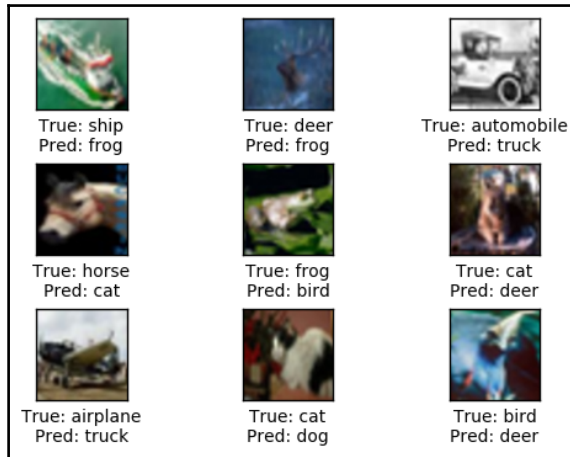 True: ship
Pred: frog
True: deer
Pred: frog
True: automobile
Pred: truck
True: horse
Pred: cat
True: frog
Pred: bird
True: cat
Pred: deer
True: airplane
Pred: truck
True: cat
Pred: dog
True: bird
Pred: deer